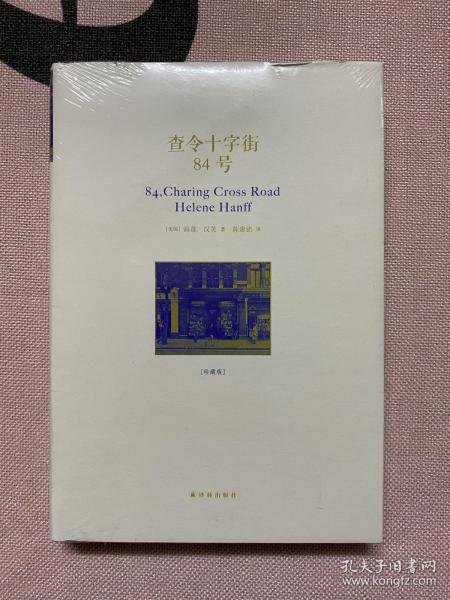 查令十字街
84号
84,Charing Cross Road
Helene Hanff
[美国] 海莲·汉芙 著 陈建铭 译
[珍藏版]
译林出版社
孔夫子旧书网
www.kongfz.com